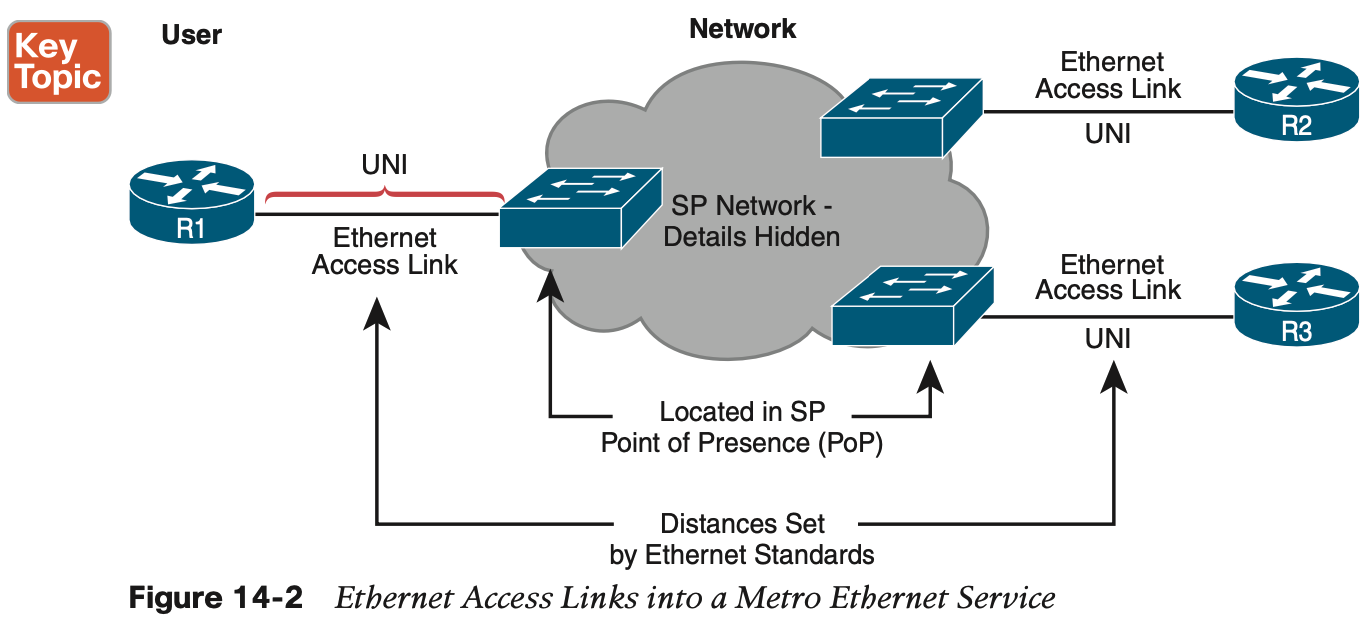 Key
Topic
User
Network
Ethernet
Access Link
UNI
R2
UNI
R1
Ethernet
Access Link
SP Network -
Details Hidden
Ethernet
Access Link
UNI
R3
Located in SP
Point of Presence (PoP)
Distances Set
by Ethernet Standards
Figure 14-2 Ethernet Access Links into a Metro Ethernet Service